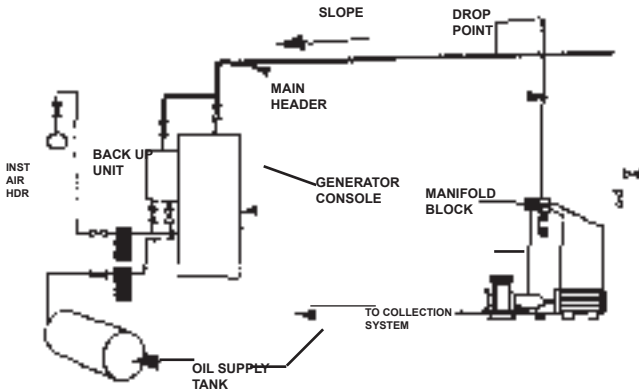 SLOPE
DROP
POINT
MAIN
HEADER
INST
AIR
HDR
BACK UP
UNIT
GENERATOR
CONSOLE
MANIFOLD
BLOCK
TO COLLECTION
SYSTEM
OIL SUPPLY
TANK